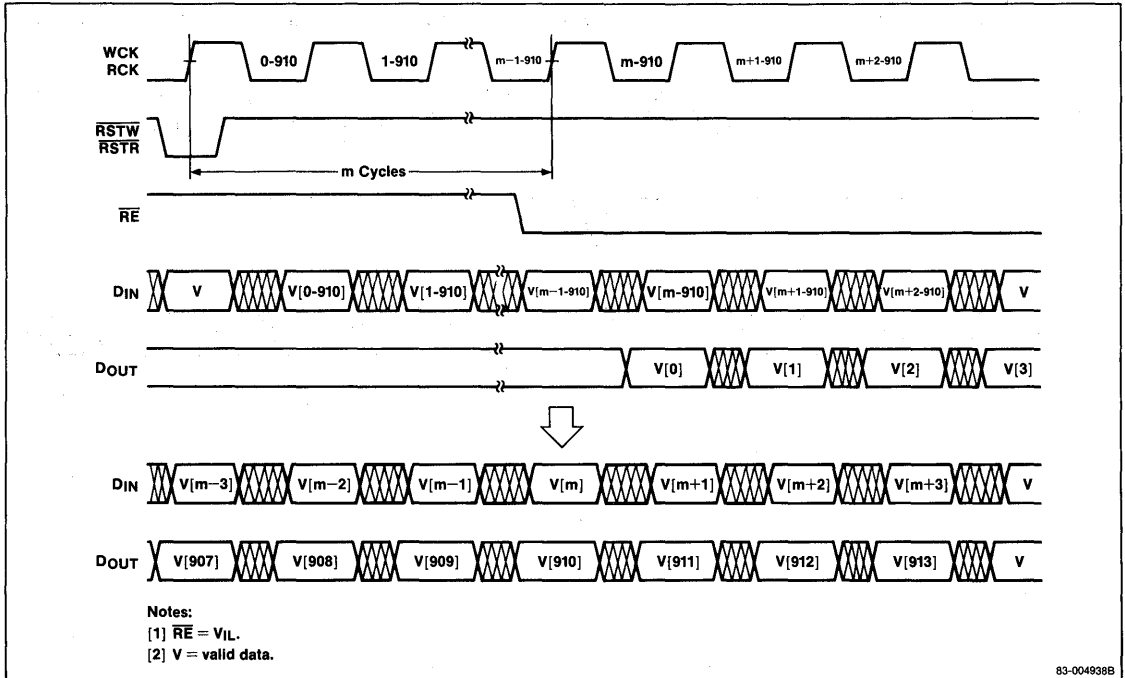 WCK
RCK
0-910 1-910 m−1-910 m-910 m+1-910 m+2-910
RSTW
RSTR
m Cycles
RE
DIN V V[0-910] V[1-910] V[m−1-910] V[m-910] V[m+1-910] V[m+2-910] V
DOUT V[0] V[1] V[2] V[3]
DIN V[m−3] V[m−2] V[m−1] V[m] V[m+1] V[m+2] V[m+3] V
DOUT V[907] V[908] V[909] V[910] V[911] V[912] V[913] V
Notes:
[1] RE = VIL.
[2] V = valid data.
83-004938B